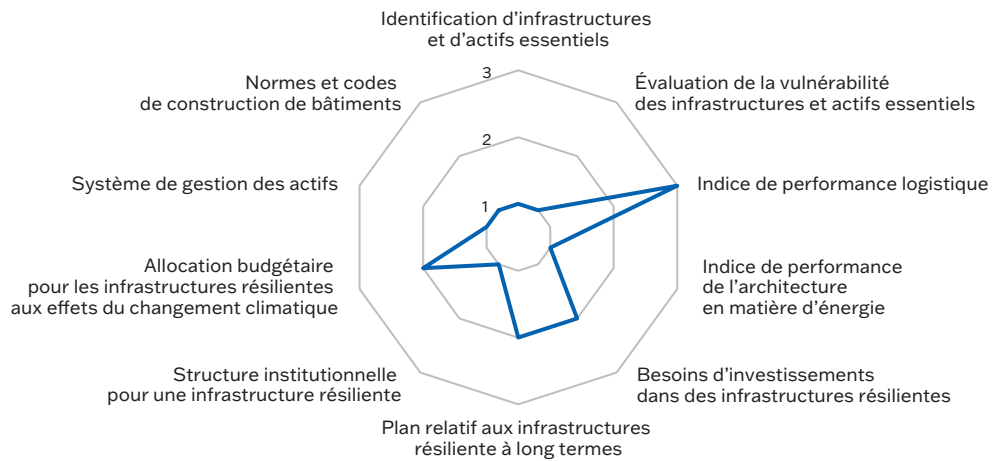 Identification d’infrastructures
et d’actifs essentiels
Évaluation de la vulnérabilité
des infrastructures et actifs essentiels
Indice de performance logistique
Indice de performance
de l’architecture
en matière d’énergie
Besoins d’investissements
dans des infrastructures résilientes
Plan relatif aux infrastructures
résiliente à long termes
Structure institutionnelle
pour une infrastructure résiliente
Allocation budgétaire
pour les infrastructures résilientes
aux effets du changement climatique
Système de gestion des actifs
Normes et codes
de construction de bâtiments
3
2
1